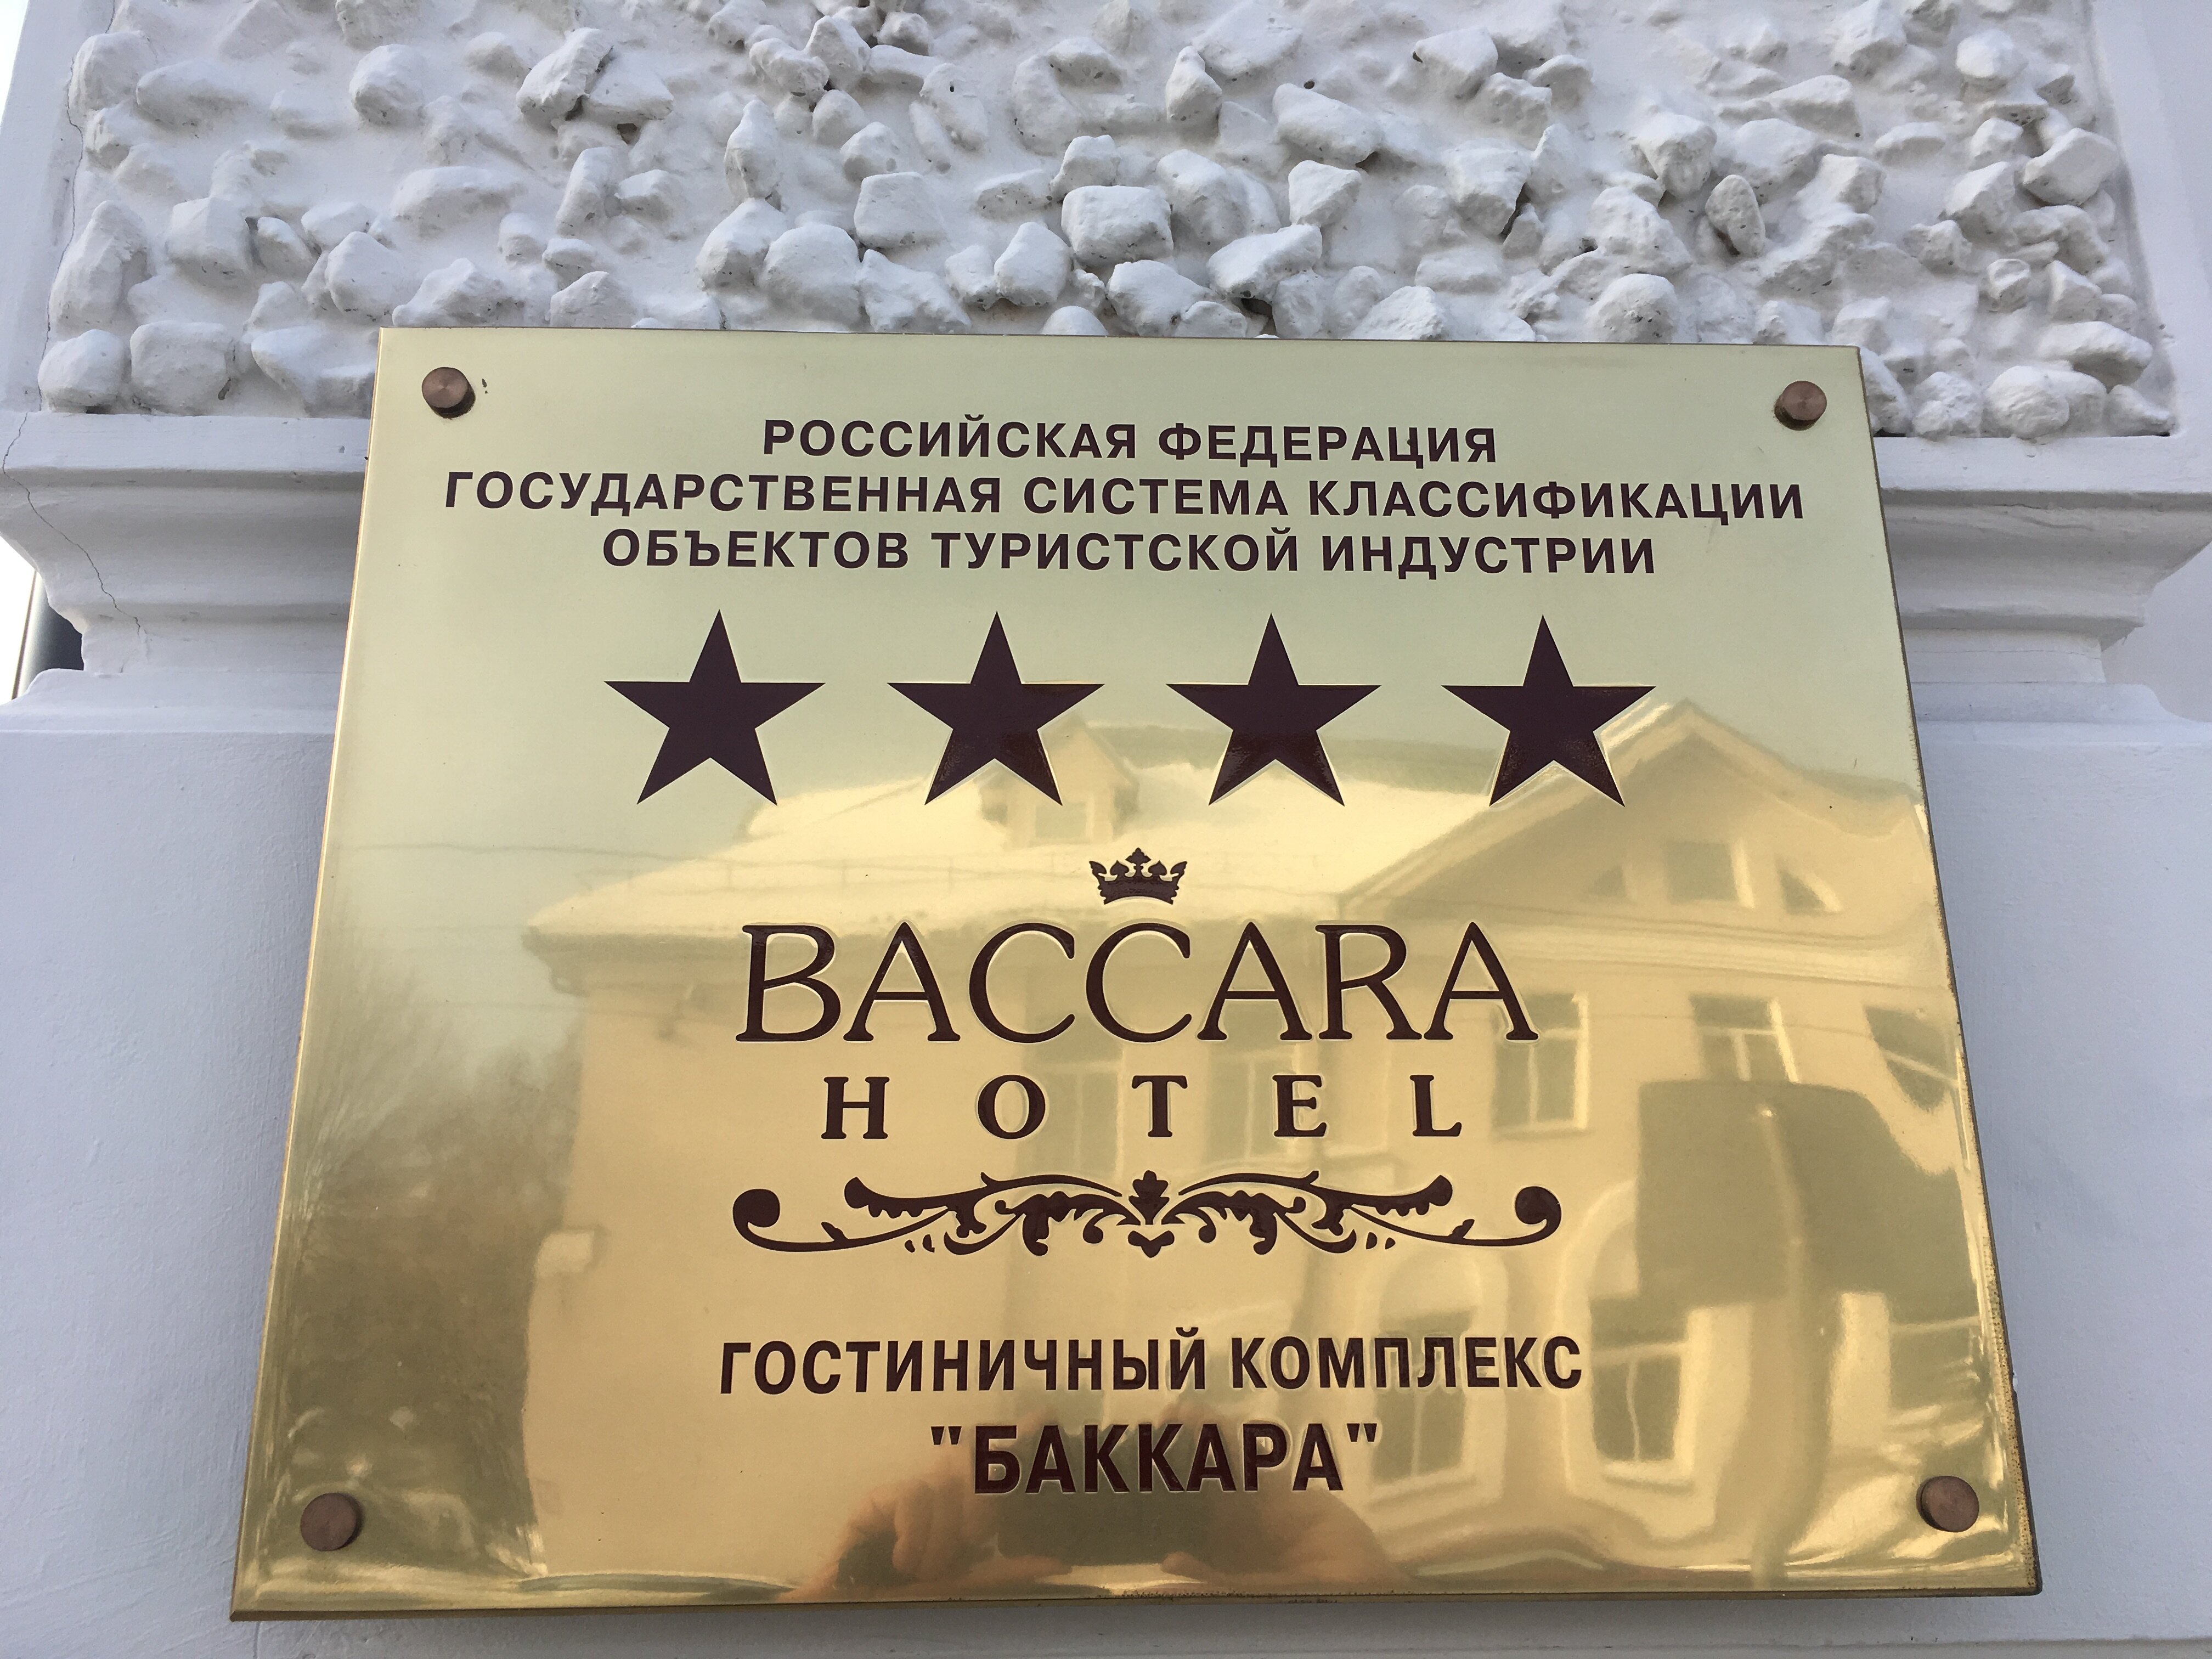 РОССИЙСКАЯ ФЕДЕРАЦИЯ
ГОСУДАРСТВЕННАЯ СИСТЕМА КЛАССИФИКАЦИИ
ОБЪЕКТОВ ТУРИСТСКОЙ ИНДУСТРИИ
BACCARA
HOTEL
ГОСТИНИЧНЫЙ КОМПЛЕКС
"БАККАРА"